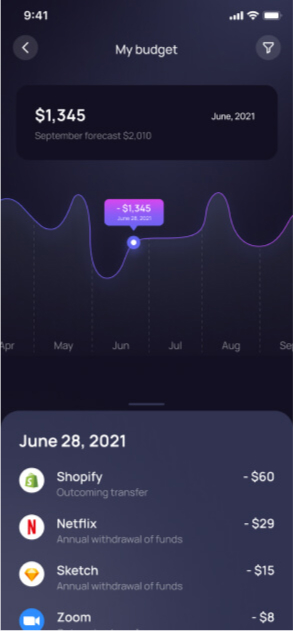 9:41
My budget
$1,345
June, 2021
September forecast $2,010
- $1,345
June 28, 2021
Apr
May
Jun
Jul
Aug
Se
June 28, 2021
Shopify
- $60
Outcoming transfer
Netflix
- $29
Annual withdrawal of funds
Sketch
- $15
Annual withdrawal of funds
Zoom
- $8